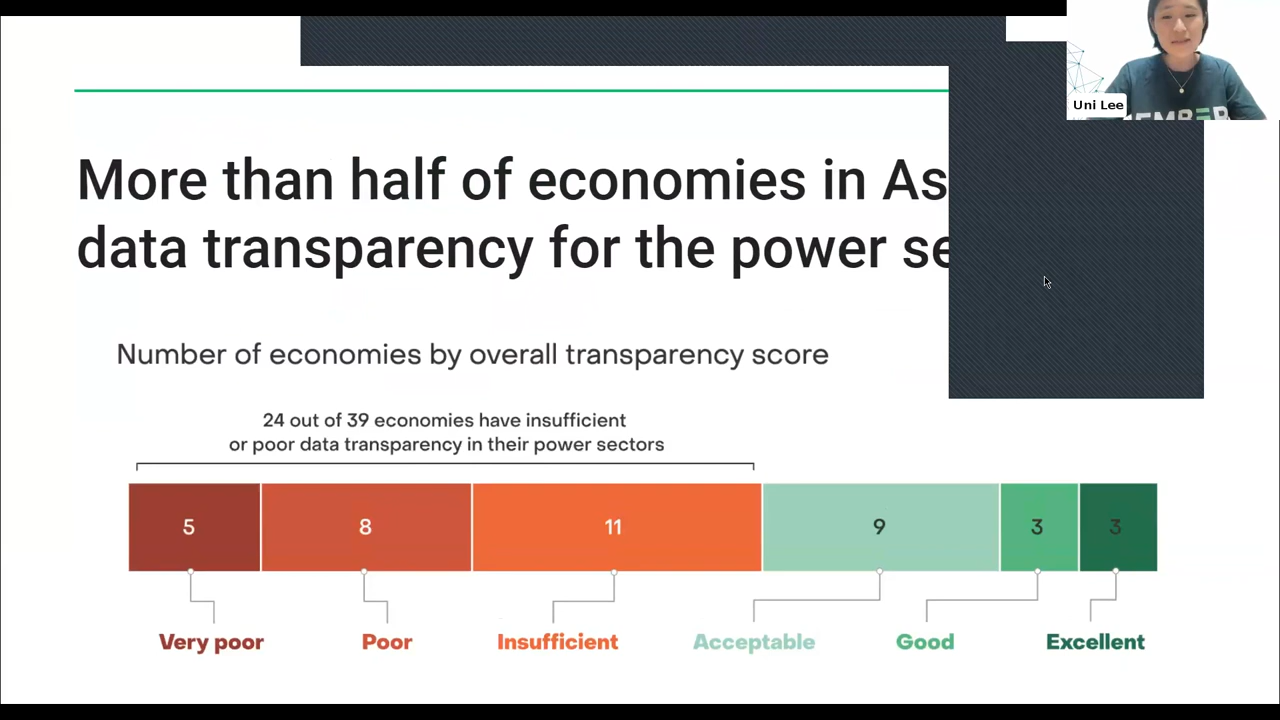 Uni Lee
More than half of economies in As
data transparency for the power se
Number of economies by overall transparency score
24 out of 39 economies have insufficient
or poor data transparency in their power sectors
5 8 11 9 3 3
Very poor Poor Insufficient Acceptable Good Excellent